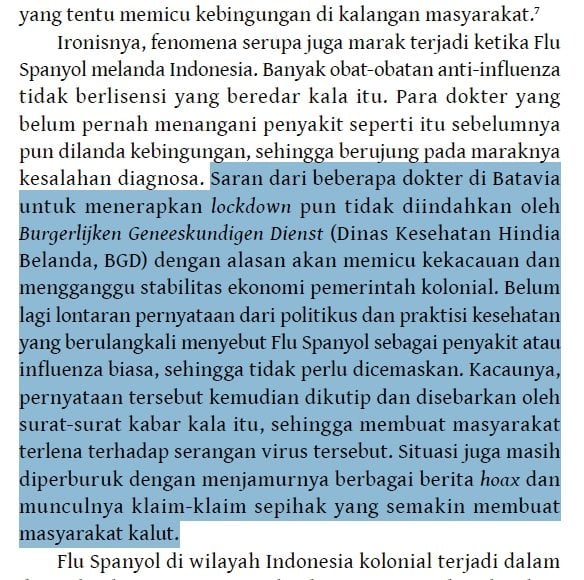 yang tentu memicu kebingungan di kalangan masyarakat.⁷
Ironisnya, fenomena serupa juga marak terjadi ketika Flu
Spanyol melanda Indonesia. Banyak obat-obatan anti-influenza
tidak berlisensi yang beredar kala itu. Para dokter yang
belum pernah menangani penyakit seperti itu sebelumnya
pun dilanda kebingungan, sehingga berujung pada maraknya
kesalahan diagnosa. Saran dari beberapa dokter di Batavia
untuk menerapkan lockdown pun tidak diindahkan oleh
Burgerlijken Geneeskundigen Dienst (Dinas Kesehatan Hindia
Belanda, BGD) dengan alasan akan memicu kekacauan dan
mengganggu stabilitas ekonomi pemerintah kolonial. Belum
lagi lontaran pernyataan dari politikus dan praktisi kesehatan
yang berulangkali menyebut Flu Spanyol sebagai penyakit atau
influenza biasa, sehingga tidak perlu dicemaskan. Kacaunya,
pernyataan tersebut kemudian dikutip dan disebarkan oleh
surat-surat kabar kala itu, sehingga membuat masyarakat
terlena terhadap serangan virus tersebut. Situasi juga masih
diperburuk dengan menjamurnya berbagai berita hoax dan
munculnya klaim-klaim sepihak yang semakin membuat
masyarakat kalut.
Flu Spanyol di wilayah Indonesia kolonial terjadi dalam